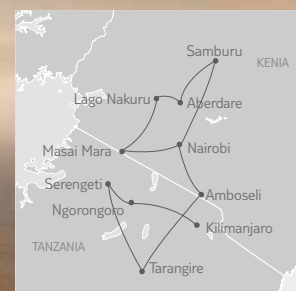 Samburu
KENIA
Lago Nakuru
Aberdare
Nairobi
Masai Mara
Serengeti
Amboseli
Ngorongoro
Kilimanjaro
TANZANIA
Tarangire